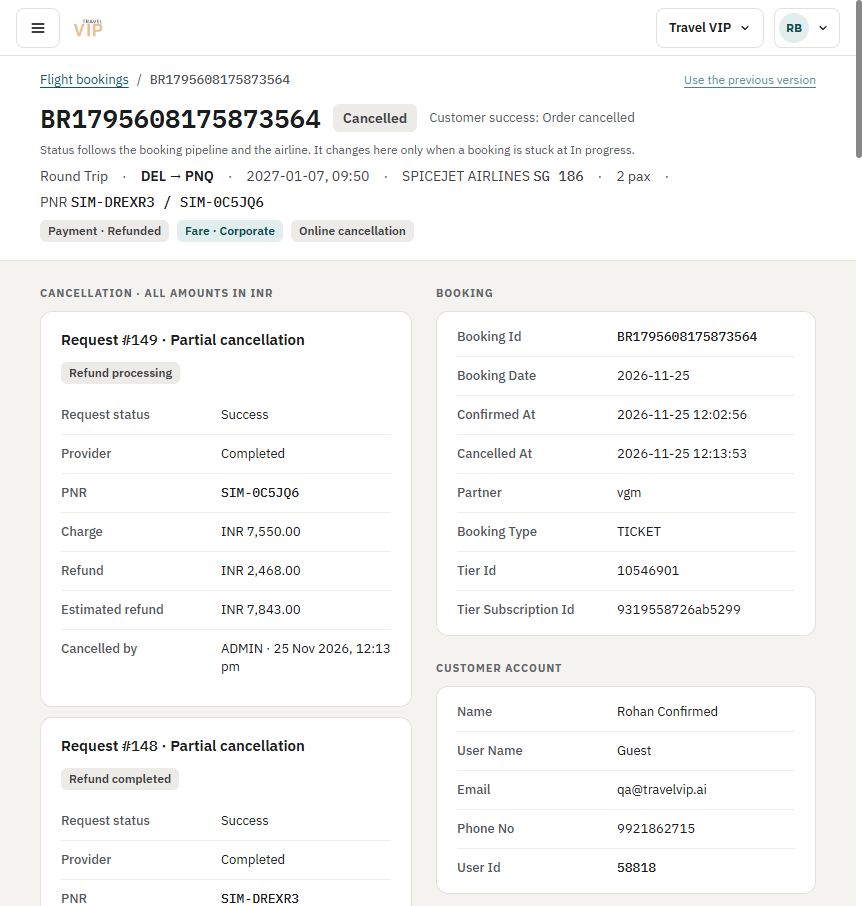 TRAVEL
VIP
Travel VIP
RB
Flight bookings / BR1795608175873564
Use the previous version
BR1795608175873564 Cancelled Customer success: Order cancelled
Status follows the booking pipeline and the airline. It changes here only when a booking is stuck at In progress.
Round Trip · DEL → PNQ · 2027-01-07, 09:50 · SPICEJET AIRLINES SG 186 · 2 pax ·
PNR SIM-DREXR3 / SIM-0C5JQ6
Payment · Refunded Fare · Corporate Online cancellation
CANCELLATION · ALL AMOUNTS IN INR
Request #149 · Partial cancellation
Refund processing
Request status Success
Provider Completed
PNR SIM-0C5JQ6
Charge INR 7,550.00
Refund INR 2,468.00
Estimated refund INR 7,843.00
Cancelled by ADMIN · 25 Nov 2026, 12:13
pm
Request #148 · Partial cancellation
Refund completed
Request status Success
Provider Completed
PNR SIM-DREXR3
BOOKING
Booking Id BR1795608175873564
Booking Date 2026-11-25
Confirmed At 2026-11-25 12:02:56
Cancelled At 2026-11-25 12:13:53
Partner vgm
Booking Type TICKET
Tier Id 10546901
Tier Subscription Id 9319558726ab5299
CUSTOMER ACCOUNT
Name Rohan Confirmed
User Name Guest
Email qa@travelvip.ai
Phone No 9921862715
User Id 58818